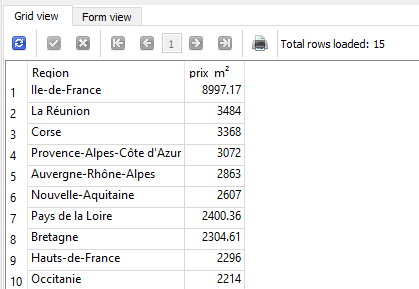 Grid view Form view
1 Total rows loaded: 15
Region prix_m²
1 Ile-de-France 8997.17
2 La Réunion 3484
3 Corse 3368
4 Provence-Alpes-Côte d'Azur 3072
5 Auvergne-Rhône-Alpes 2863
6 Nouvelle-Aquitaine 2607
7 Pays de la Loire 2400.36
8 Bretagne 2304.61
9 Hauts-de-France 2296
10 Occitanie 2214